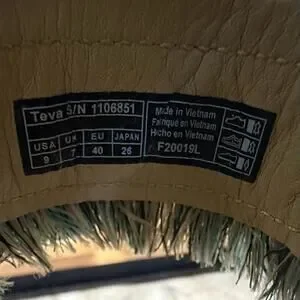 Teva S/N 1106851
USA UK EU JAPAN
9 7 40 26
Made in Vietnam
Fabriqué en Vietnam
Hecho en Vietnam
F20019L